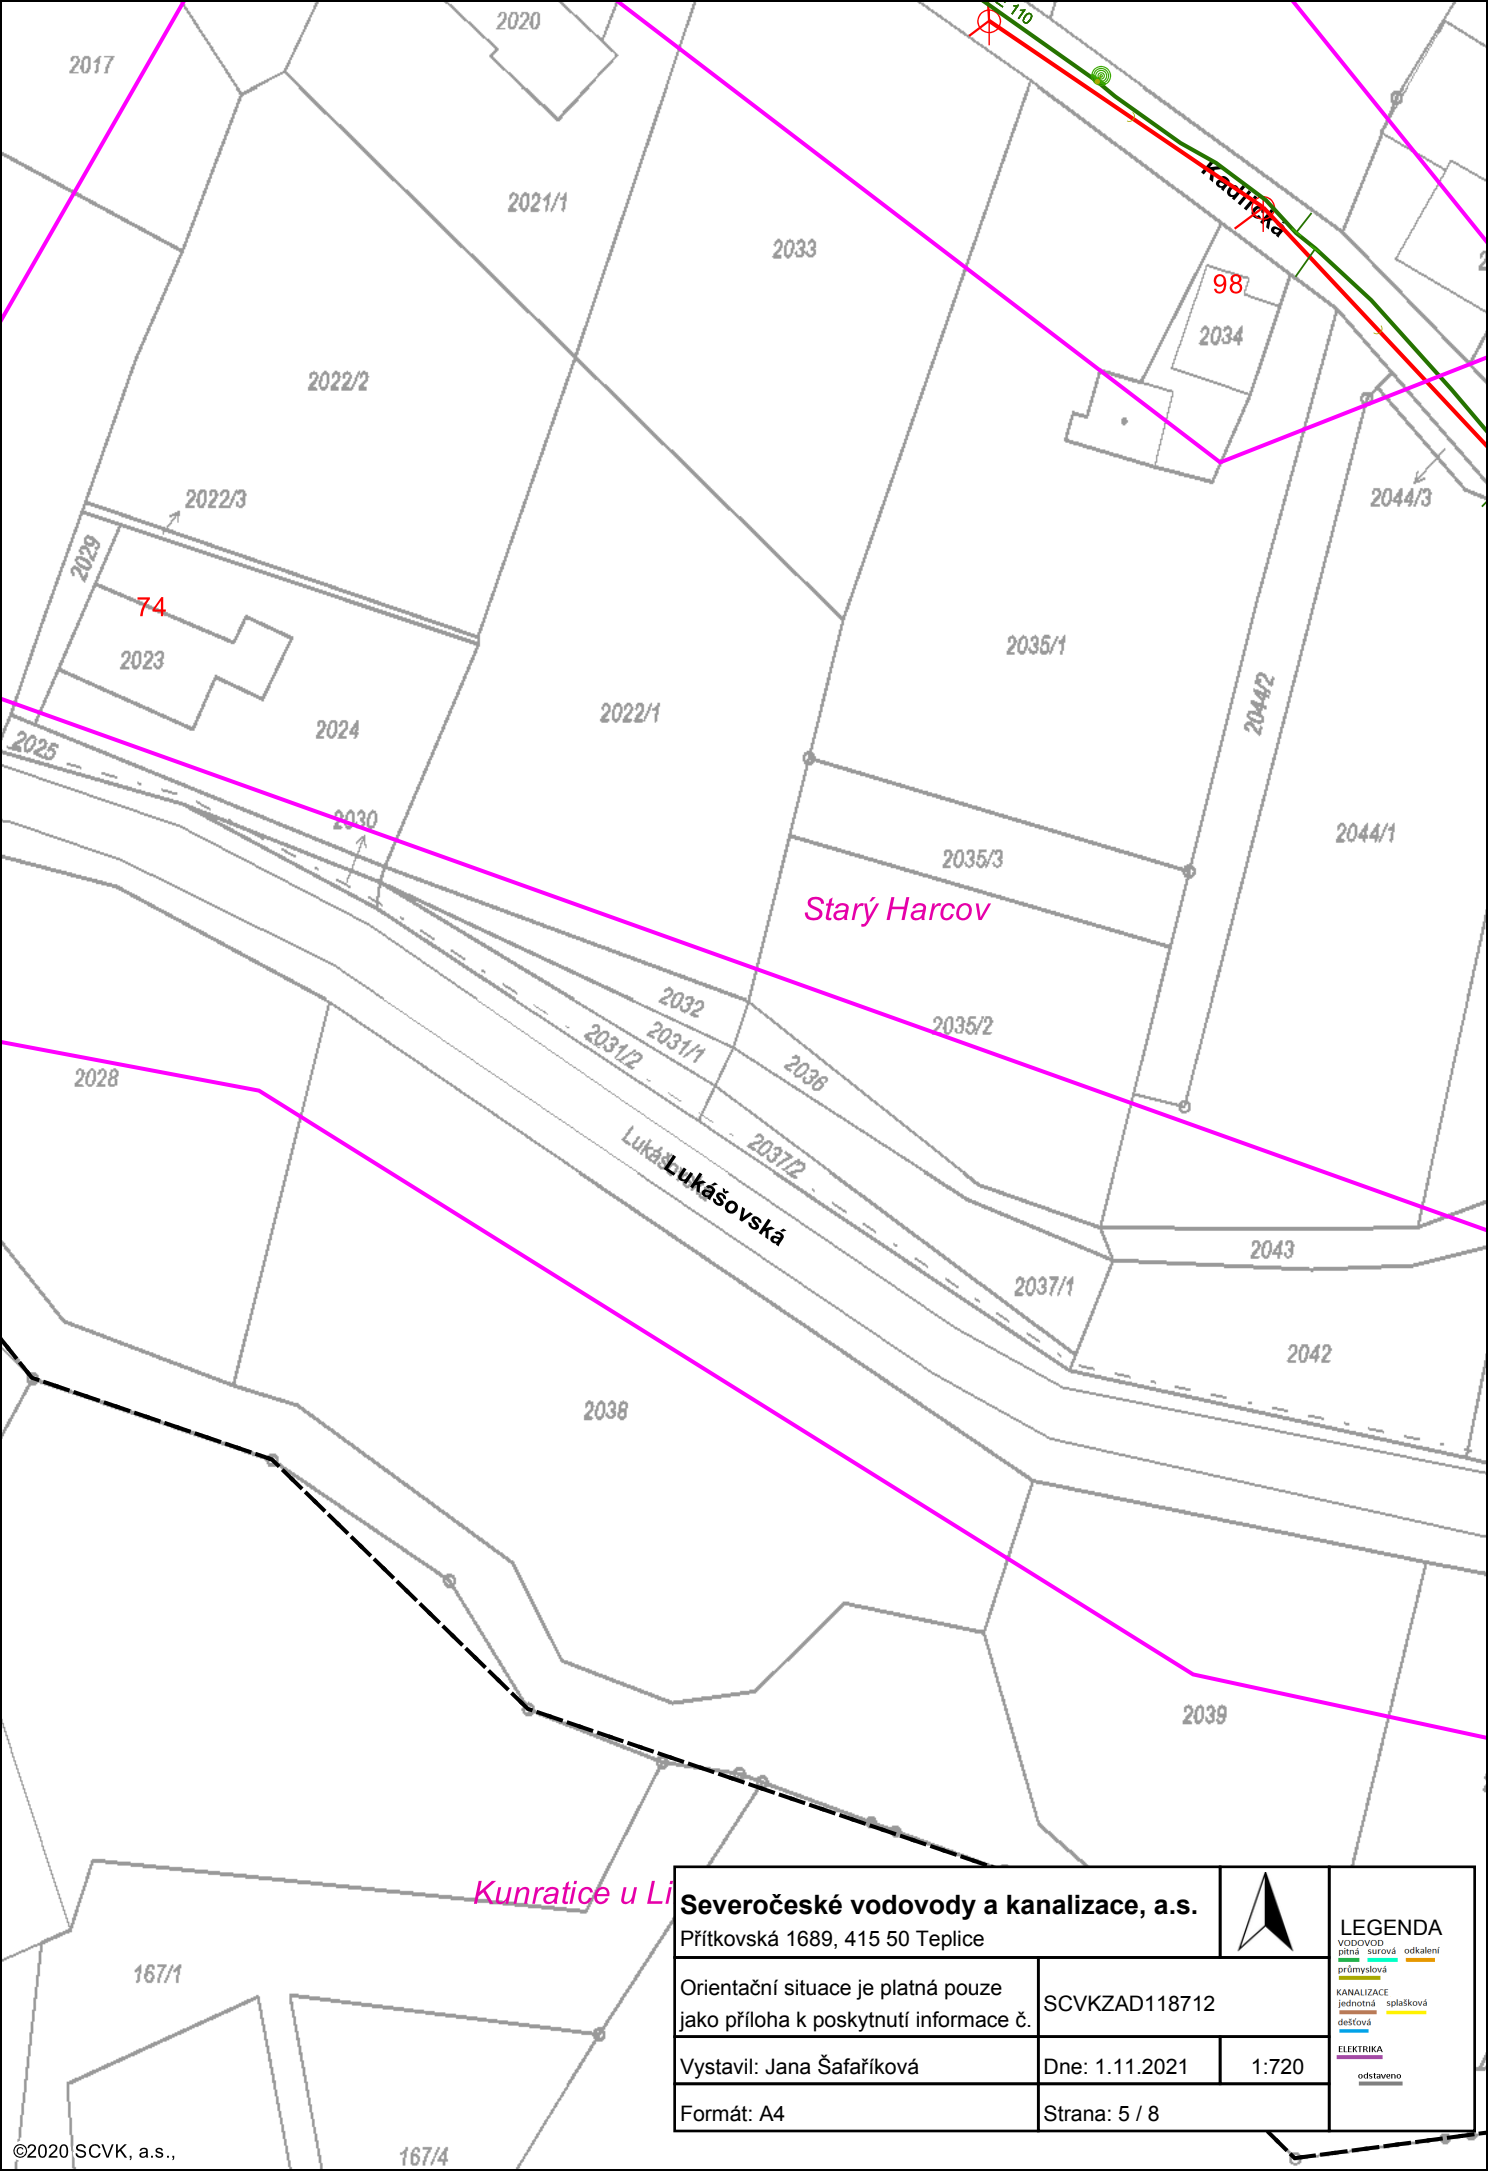 2020
110
2017
2021/1
Kadlická
2033
98
2034
2022/2
2022/3
2044/3
2029
74
2023
2035/1
2044/2
2022/1
2024
2025
2030
2044/1
2035/3
Starý Harcov
2032
2035/2
2031/1
2031/2
2036
2028
Lukášovská
2037/2
Lukášovská
2043
2037/1
2042
2038
2039
Kunratice u Li
167/1
167/4
Severočeské vodovody a kanalizace, a.s.
Přítkovská 1689, 415 50 Teplice
Orientační situace je platná pouze
jako příloha k poskytnutí informace č.
SCVKZAD118712
Vystavil: Jana Šafaříková
Dne: 1.11.2021
1:720
Formát: A4
Strana: 5 / 8
LEGENDA
VODOVOD
pitná surová odkalení
průmyslová
KANALIZACE
jednotná splašková
dešťová
ELEKTRIKA
odstaveno
©2020 SCVK, a.s.,